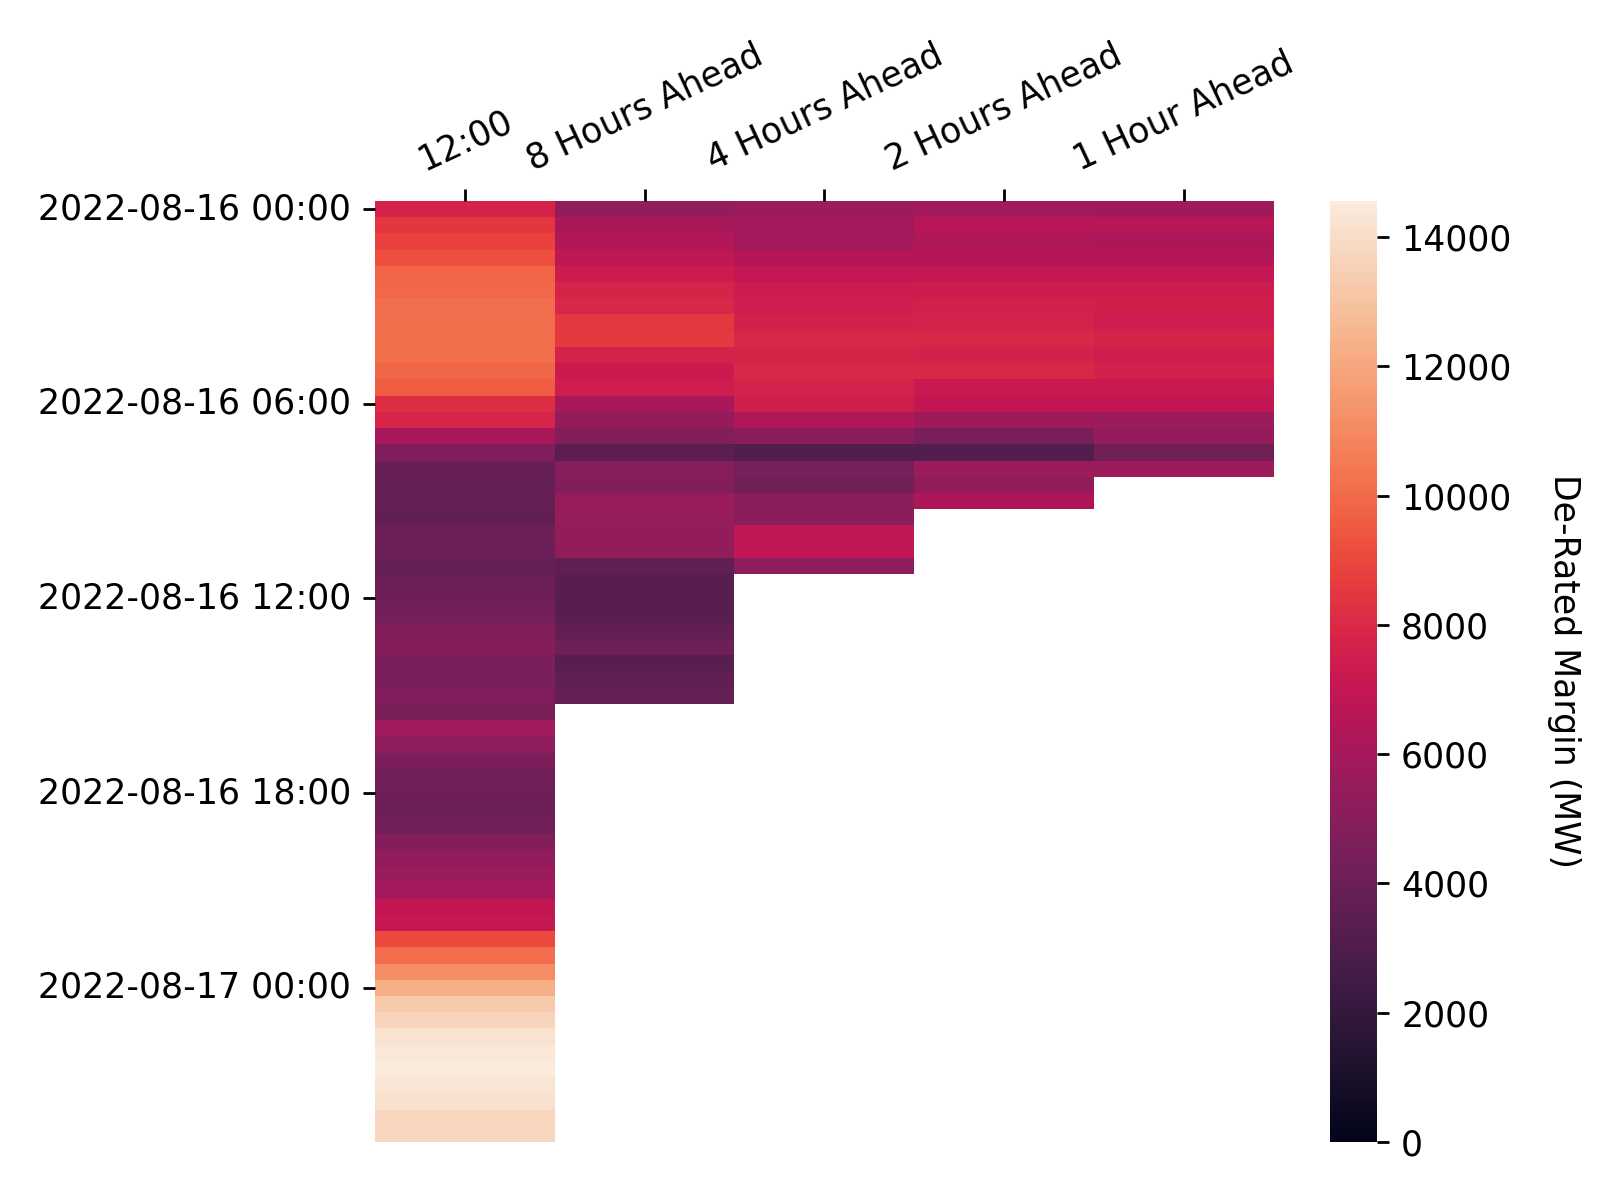 12:00
8 Hours Ahead
4 Hours Ahead
2 Hours Ahead
1 Hour Ahead
2022-08-16 00:00
2022-08-16 06:00
2022-08-16 12:00
2022-08-16 18:00
2022-08-17 00:00
14000
12000
10000
8000
6000
4000
2000
0
De-Rated Margin (MW)